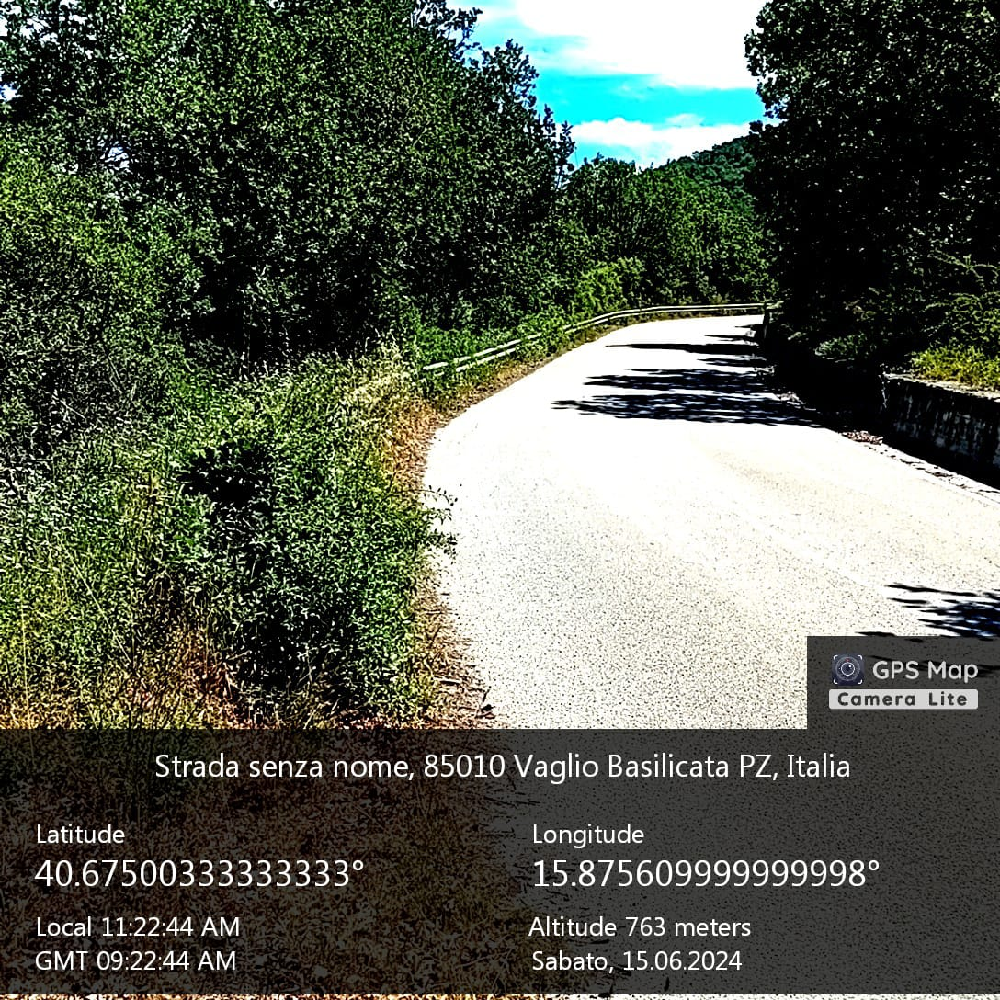 GPS Map
Camera Lite
Strada senza nome, 85010 Vaglio Basilicata PZ, Italia
Latitude
40.67500333333333°
Longitude
15.8756099999999998°
Local 11:22:44 AM
GMT 09:22:44 AM
Altitude 763 meters
Sabato, 15.06.2024